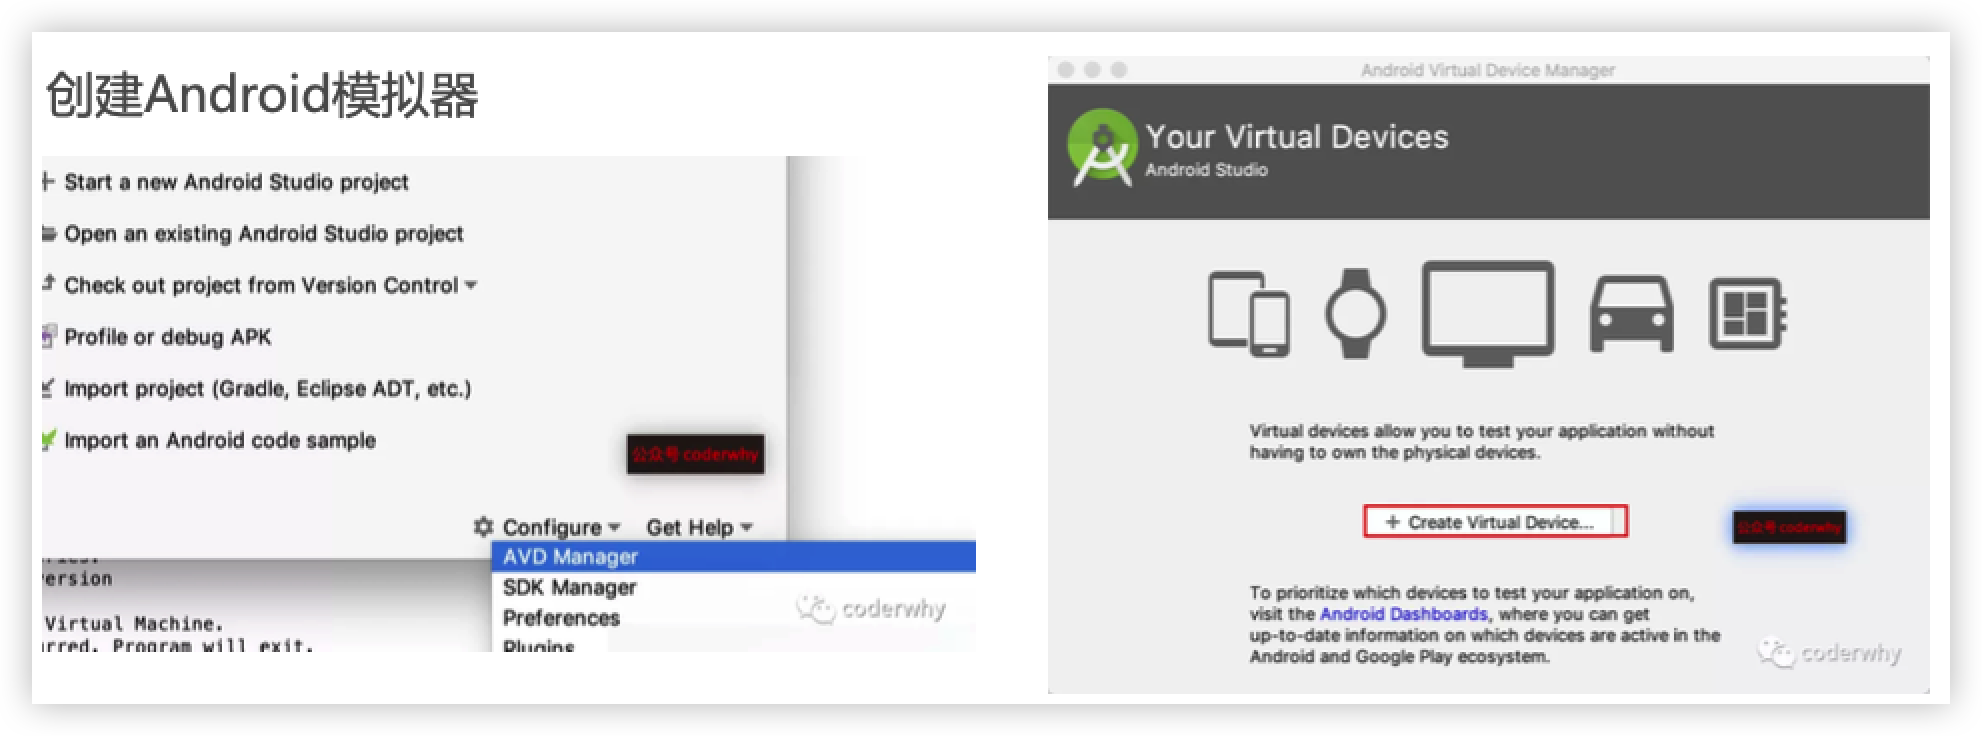 创建Android模拟器
Start a new Android Studio project
Open an existing Android Studio project
Check out project from Version Control
Profile or debug APK
Import project (Gradle, Eclipse ADT, etc.)
Import an Android code sample
公众号 coderwhy
Configure
Get Help
AVD Manager
SDK Manager
Preferences
Plugins
ersion
Virtual Machine.
rred. Program will exit.
coderwhy
Android Virtual Device Manager
Your Virtual Devices
Android Studio
Virtual devices allow you to test your application without
having to own the physical devices.
+ Create Virtual Device...
公众号 coderwhy
To prioritize which devices to test your application on,
visit the Android Dashboards, where you can get
up-to-date information on which devices are active in the
Android and Google Play ecosystem.
coderwhy